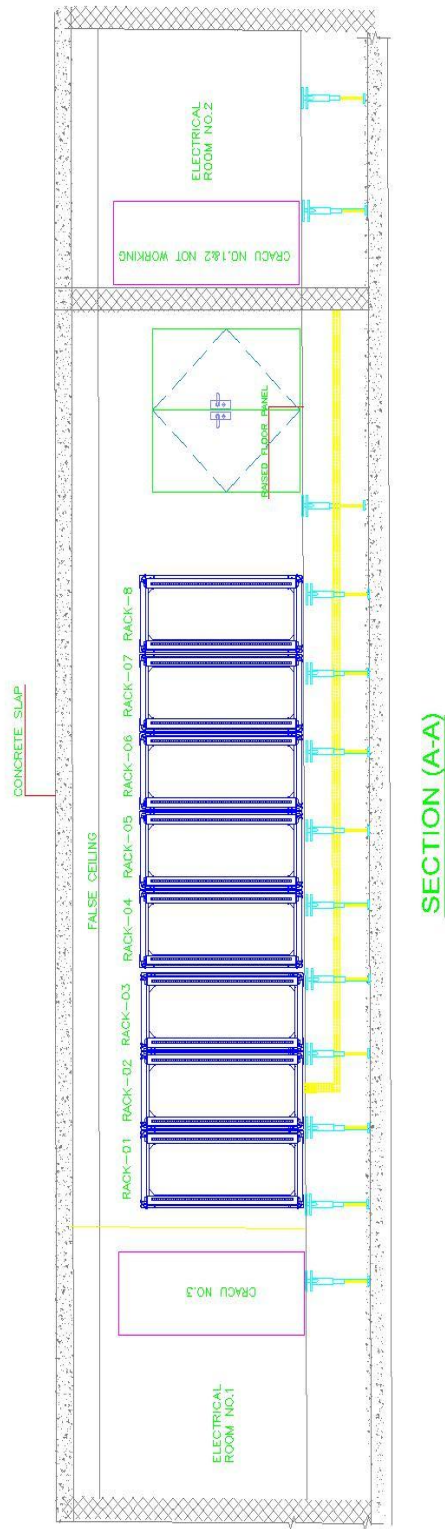 CONCRETE SLAP
FALSE CEILING
ELECTRICAL
ROOM NO.1
CRACU NO.3
RACK-01
RACK-02
RACK-03
RACK-04
RACK-05
RACK-06
RACK-07
RACK-8
RAISED FLOOR PANEL
CRACU NO.1&2 NOT WORKING
ELECTRICAL
ROOM NO.2
SECTION (A-A)